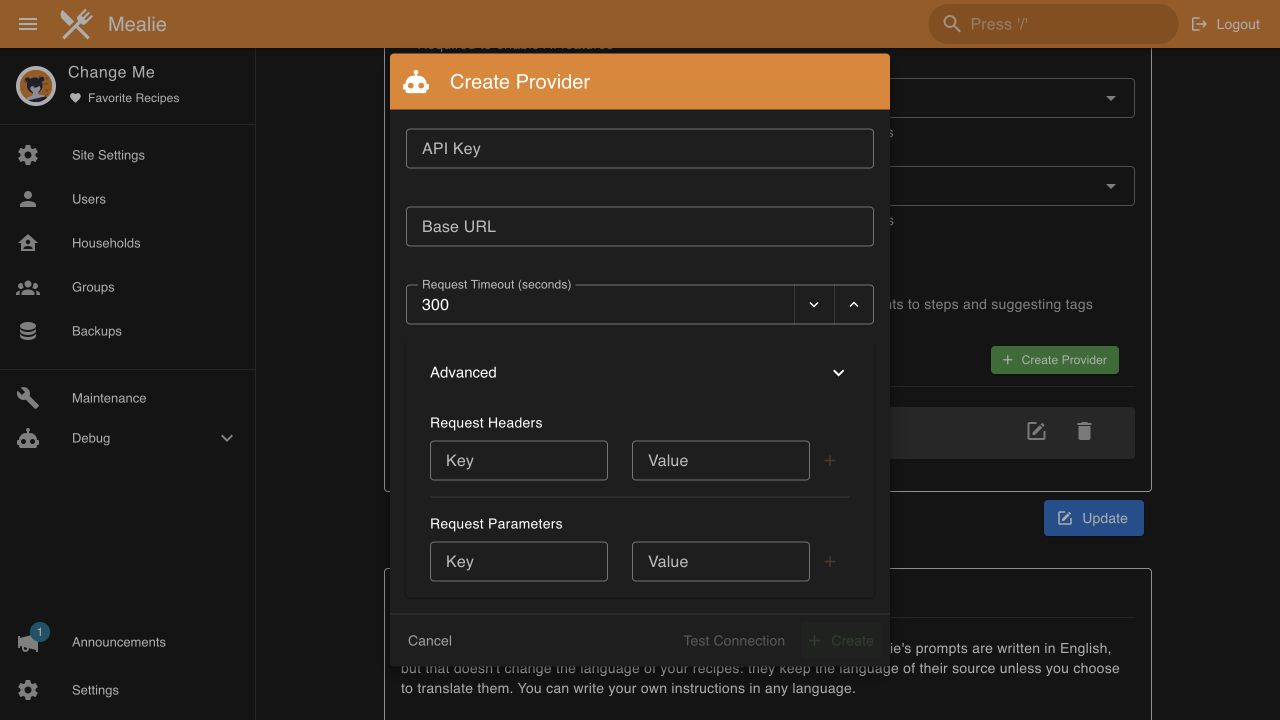 Mealie
Press '/'
Logout
Change Me
Favorite Recipes
Site Settings
Users
Households
Groups
Backups
Maintenance
Debug
1
Announcements
Settings
Create Provider
API Key
Base URL
Request Timeout (seconds)
300
Advanced
Request Headers
Key
Value
Request Parameters
Key
Value
Cancel
Test Connection
Create
to steps and suggesting tags
Create Provider
Update
prompts are written in English,
but that doesn't change the language of your recipes: they keep the language of their source unless you choose
to translate them. You can write your own instructions in any language.